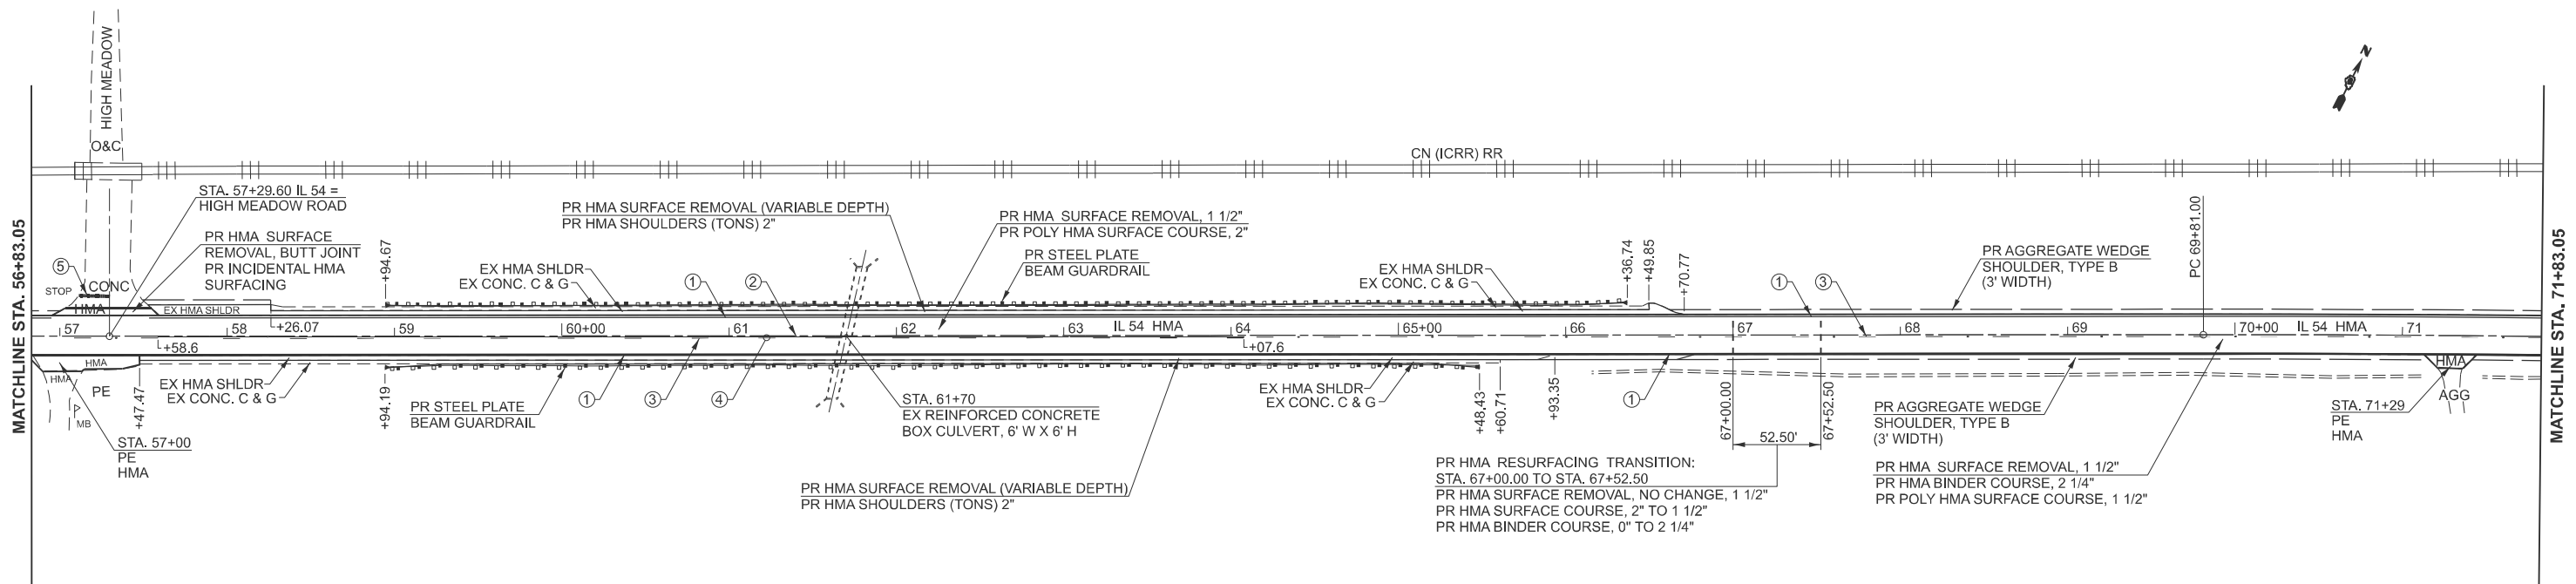 HIGH MEADOW
N
O&C
CN (ICRR) RR
MATCHLINE STA. 56+83.05
MATCHLINE STA. 71+83.05
STA. 57+29.60 IL 54 =
HIGH MEADOW ROAD
PR HMA SURFACE
REMOVAL, BUTT JOINT
PR INCIDENTAL HMA
SURFACING
5
STOP
CONC
HMA
EX HMA SHLDR
+26.07
+94.67
EX HMA SHLDR
EX CONC. C & G
PR HMA SURFACE REMOVAL (VARIABLE DEPTH)
PR HMA SHOULDERS (TONS) 2"
1
2
PR HMA SURFACE REMOVAL, 1 1/2"
PR POLY HMA SURFACE COURSE, 2"
PR STEEL PLATE
BEAM GUARDRAIL
EX HMA SHLDR
EX CONC. C & G
+36.74
+49.85
+70.77
1
3
PR AGGREGATE WEDGE
SHOULDER, TYPE B
(3' WIDTH)
PC 69+81.00
57
58
59
60+00
61
62
63
IL 54 HMA
64
65+00
66
67
68
69
70+00
IL 54 HMA
71
+58.6
+07.6
HMA
HMA
PE
MB
+47.47
STA. 57+00
PE
HMA
EX HMA SHLDR
EX CONC. C & G
+94.19
PR STEEL PLATE
BEAM GUARDRAIL
1
3
4
STA. 61+70
EX REINFORCED CONCRETE
BOX CULVERT, 6' W X 6' H
PR HMA SURFACE REMOVAL (VARIABLE DEPTH)
PR HMA SHOULDERS (TONS) 2"
EX HMA SHLDR
EX CONC. C & G
+48.43
+60.71
+93.35
1
67+00.00
52.50'
67+52.50
PR HMA RESURFACING TRANSITION:
STA. 67+00.00 TO STA. 67+52.50
PR HMA SURFACE REMOVAL, NO CHANGE, 1 1/2"
PR HMA SURFACE COURSE, 2" TO 1 1/2"
PR HMA BINDER COURSE, 0" TO 2 1/4"
PR AGGREGATE WEDGE
SHOULDER, TYPE B
(3' WIDTH)
PR HMA SURFACE REMOVAL, 1 1/2"
PR HMA BINDER COURSE, 2 1/4"
PR POLY HMA SURFACE COURSE, 1 1/2"
HMA
AGG
STA. 71+29
PE
HMA